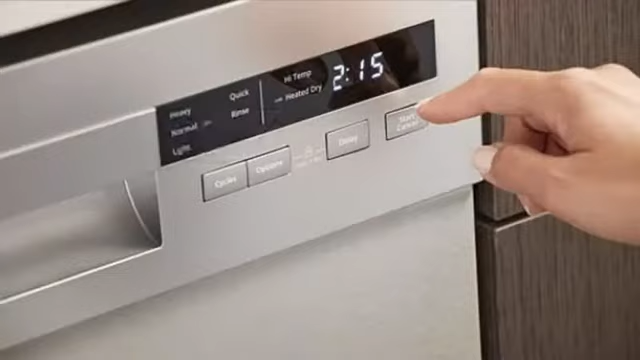 Heavy
Normal
Light
Quick
Rinse
Hi Temp
Heated Dry
2:15
Cycles
Options
Delay
Start
Cancel